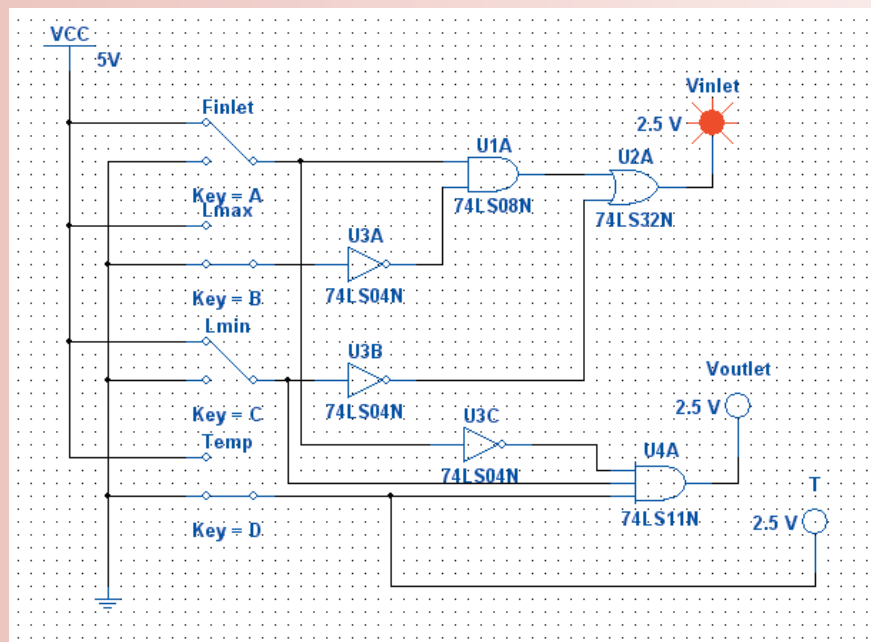 VCC
5V
Finlet
Key = A
Lmax
Key = B
Lmin
Key = C
Temp
Key = D
U1A
74LS08N
U2A
74LS32N
Vinlet
2.5 V
U3A
74LS04N
U3B
74LS04N
U3C
74LS04N
U4A
74LS11N
Voutlet
2.5 V
T
2.5 V